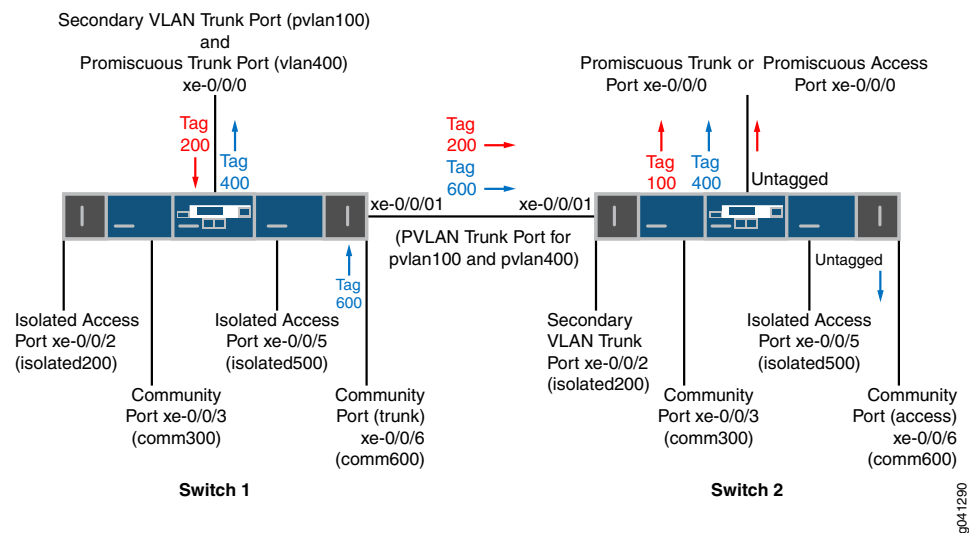 Secondary VLAN Trunk Port (pvlan100)
and
Promiscuous Trunk Port (vlan400)
xe-0/0/0
Promiscuous Trunk or Promiscuous Access
Port xe-0/0/0 Port xe-0/0/0
Tag
200
Tag
400
Tag
200
Tag
600
Tag
100
Tag
400
Untagged
xe-0/0/01
xe-0/0/01
(PVLAN Trunk Port for
pvlan100 and pvlan400)
Tag
600
Untagged
Isolated Access
Port xe-0/0/2
(isolated200)
Isolated Access
Port xe-0/0/5
(isolated500)
Secondary
VLAN Trunk
Port xe-0/0/2
(isolated200)
Isolated Access
Port xe-0/0/5
(isolated500)
Community
Port xe-0/0/3
(comm300)
Community
Port (trunk)
xe-0/0/6
(comm600)
Community
Port xe-0/0/3
(comm300)
Community
Port (access)
xe-0/0/6
(comm600)
Switch 1
Switch 2
g041290